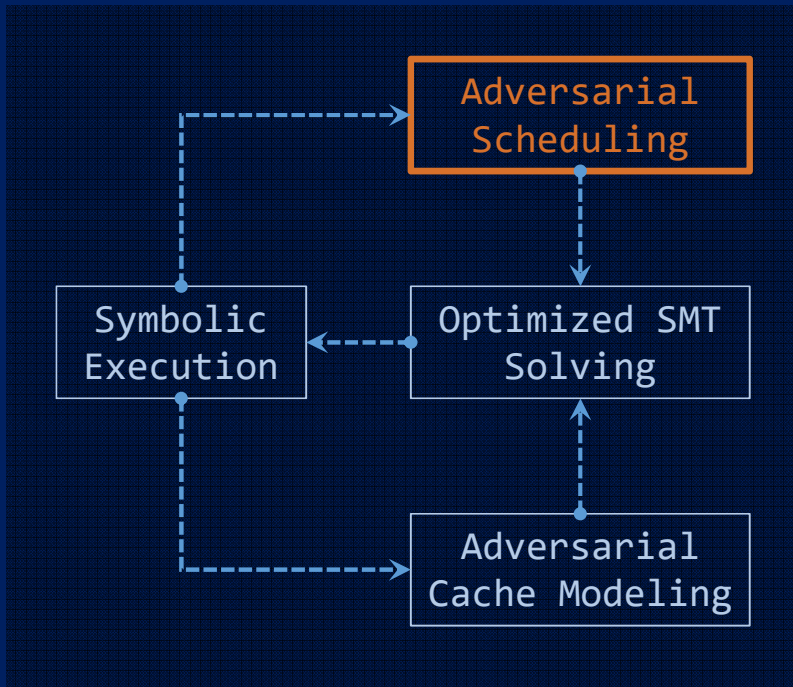 Adversarial
Scheduling
Symbolic
Execution
Optimized SMT
Solving
Adversarial
Cache Modeling